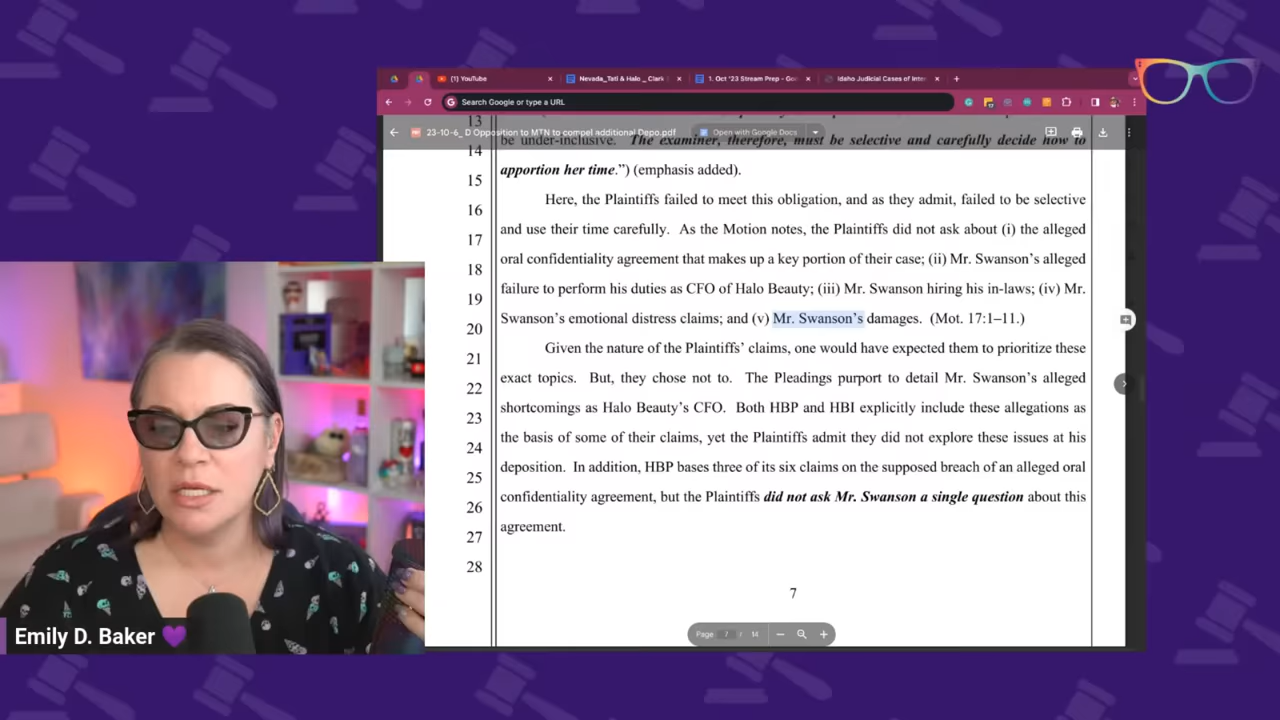 (1) YouTube
Nevada_Tati & Halo _ Clark
1. Oct '23 Stream Prep - Goo
Idaho Judicial Cases of Inter
Search Google or type a URL
23-10-6_ D Opposition to MTN to compel additional Depo.pdf
Open with Google Docs
13
14 be under-inclusive. The examiner, therefore, must be selective and carefully decide how to
15 apportion her time.") (emphasis added).
16 Here, the Plaintiffs failed to meet this obligation, and as they admit, failed to be selective
17 and use their time carefully. As the Motion notes, the Plaintiffs did not ask about (i) the alleged
18 oral confidentiality agreement that makes up a key portion of their case; (ii) Mr. Swanson's alleged
19 failure to perform his duties as CFO of Halo Beauty; (iii) Mr. Swanson hiring his in-laws; (iv) Mr.
20 Swanson's emotional distress claims; and (v) Mr. Swanson's damages. (Mot. 17:1–11.)
21 Given the nature of the Plaintiffs' claims, one would have expected them to prioritize these
22 exact topics. But, they chose not to. The Pleadings purport to detail Mr. Swanson's alleged
23 shortcomings as Halo Beauty's CFO. Both HBP and HBI explicitly include these allegations as
24 the basis of some of their claims, yet the Plaintiffs admit they did not explore these issues at his
25 deposition. In addition, HBP bases three of its six claims on the supposed breach of an alleged oral
26 confidentiality agreement, but the Plaintiffs did not ask Mr. Swanson a single question about this
27 agreement.
28
7
Page 7 / 14
Emily D. Baker 💜